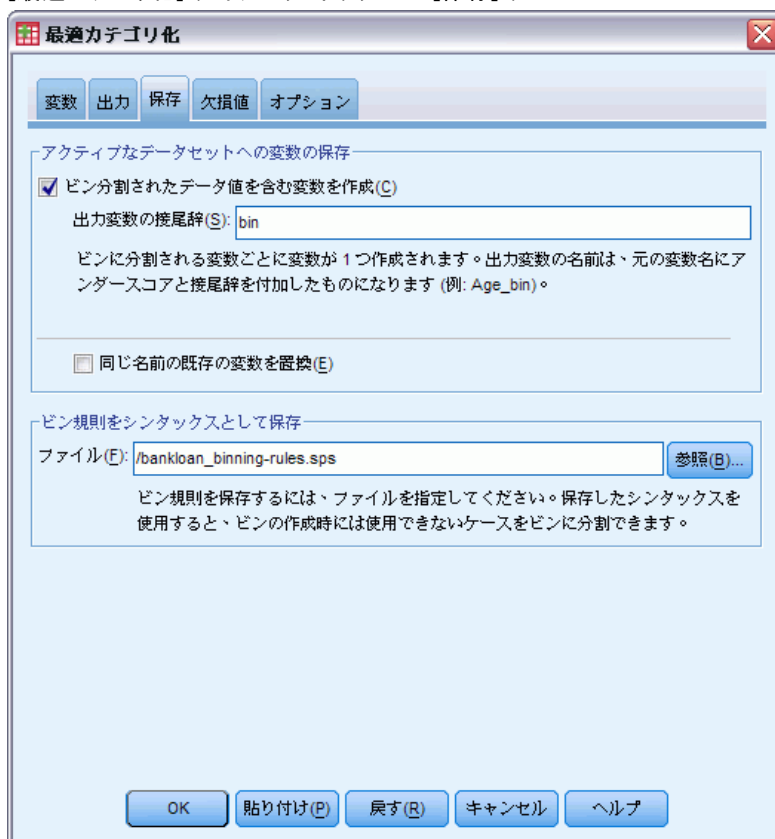 最適カテゴリ化
変数 出力 保存 欠損値 オプション
アクティブなデータセットへの変数の保存
ビン分割されたデータ値を含む変数を作成(C)
出力変数の接尾辞(S): bin
ビンに分割される変数ごとに変数が 1 つ作成されます。出力変数の名前は、元の変数名にア
ンダースコアと接尾辞を付加したものになります (例: Age_bin)。
同じ名前の既存の変数を置換(E)
ビン規則をシンタックスとして保存
ファイル(F): /bankloan_binning-rules.sps 参照(B)...
ビン規則を保存するには、ファイルを指定してください。保存したシンタックスを
使用すると、ビンの作成時には使用できないケースをビンに分割できます。
OK 貼り付け(P) 戻す(R) キャンセル ヘルプ